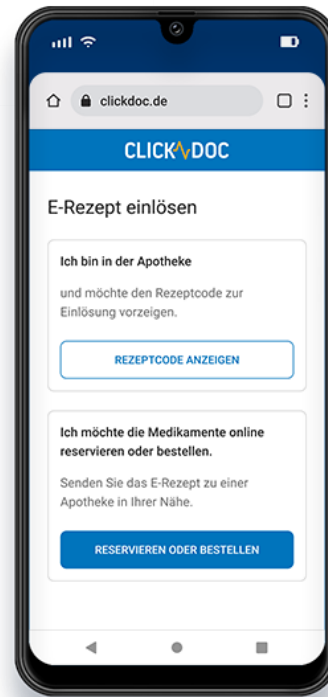 clickdoc.de
CLICKDOC
E-Rezept einlösen
Ich bin in der Apotheke
und möchte den Rezeptcode zur
Einlösung vorzeigen.
REZEPTCODE ANZEIGEN
Ich möchte die Medikamente online
reservieren oder bestellen.
Senden Sie das E-Rezept zu einer
Apotheke in Ihrer Nähe.
RESERVIEREN ODER BESTELLEN